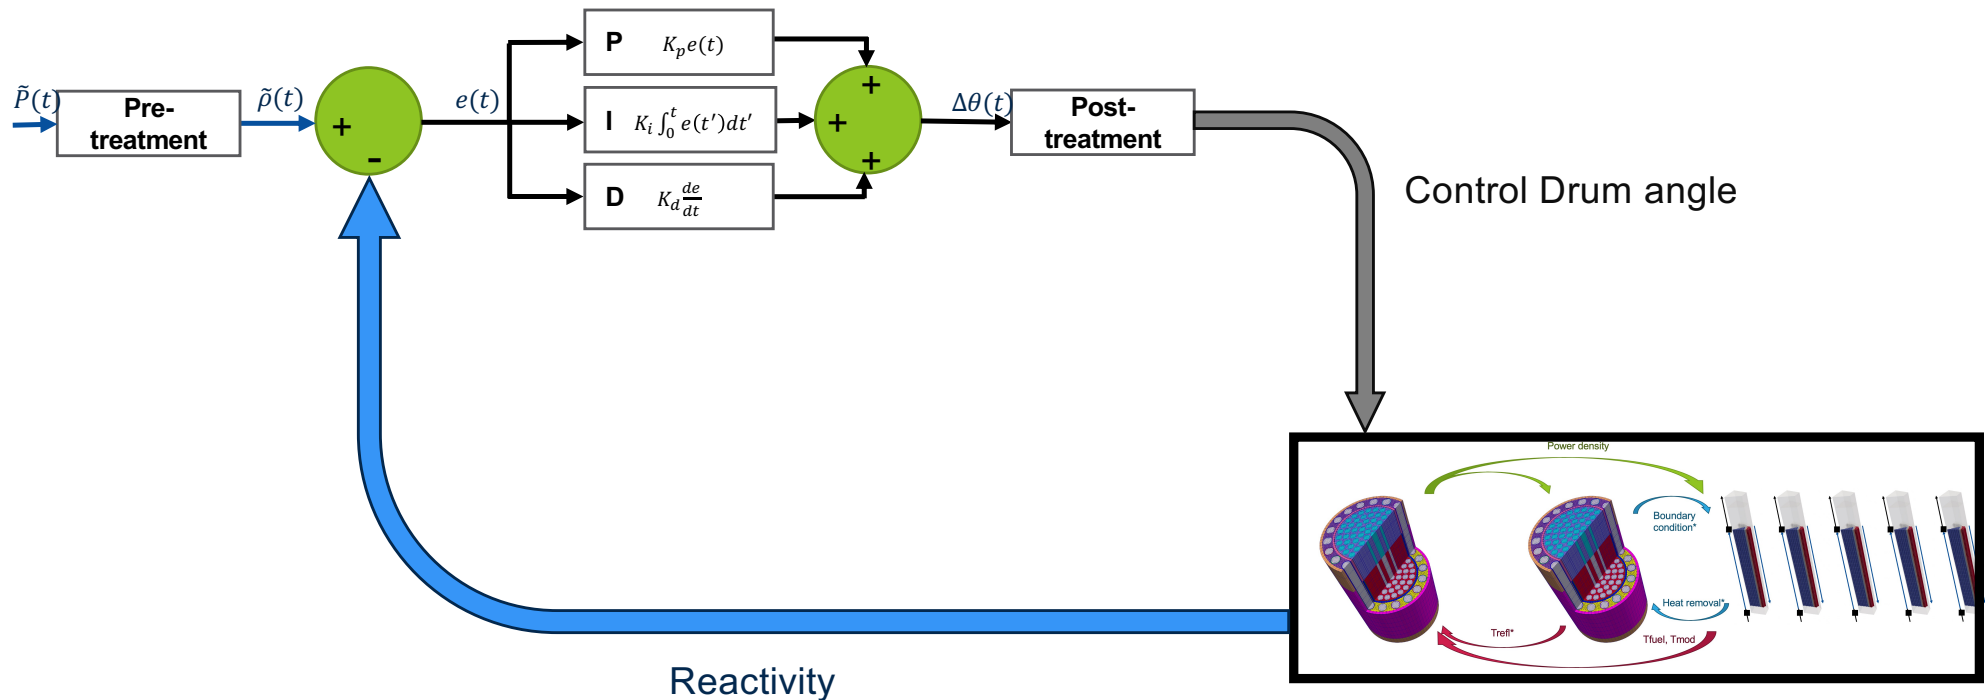 P̃(t)
Pre-
treatment
ρ̃(t)
+
-
e(t)
P K_p e(t)
I K_i ∫_0^t e(t′)dt′
D K_d de/dt
+
+
+
Δθ(t)
Post-
treatment
Control Drum angle
Power density
Boundary
condition*
Heat removal*
Trefl*
Tfuel, Tmod
Reactivity